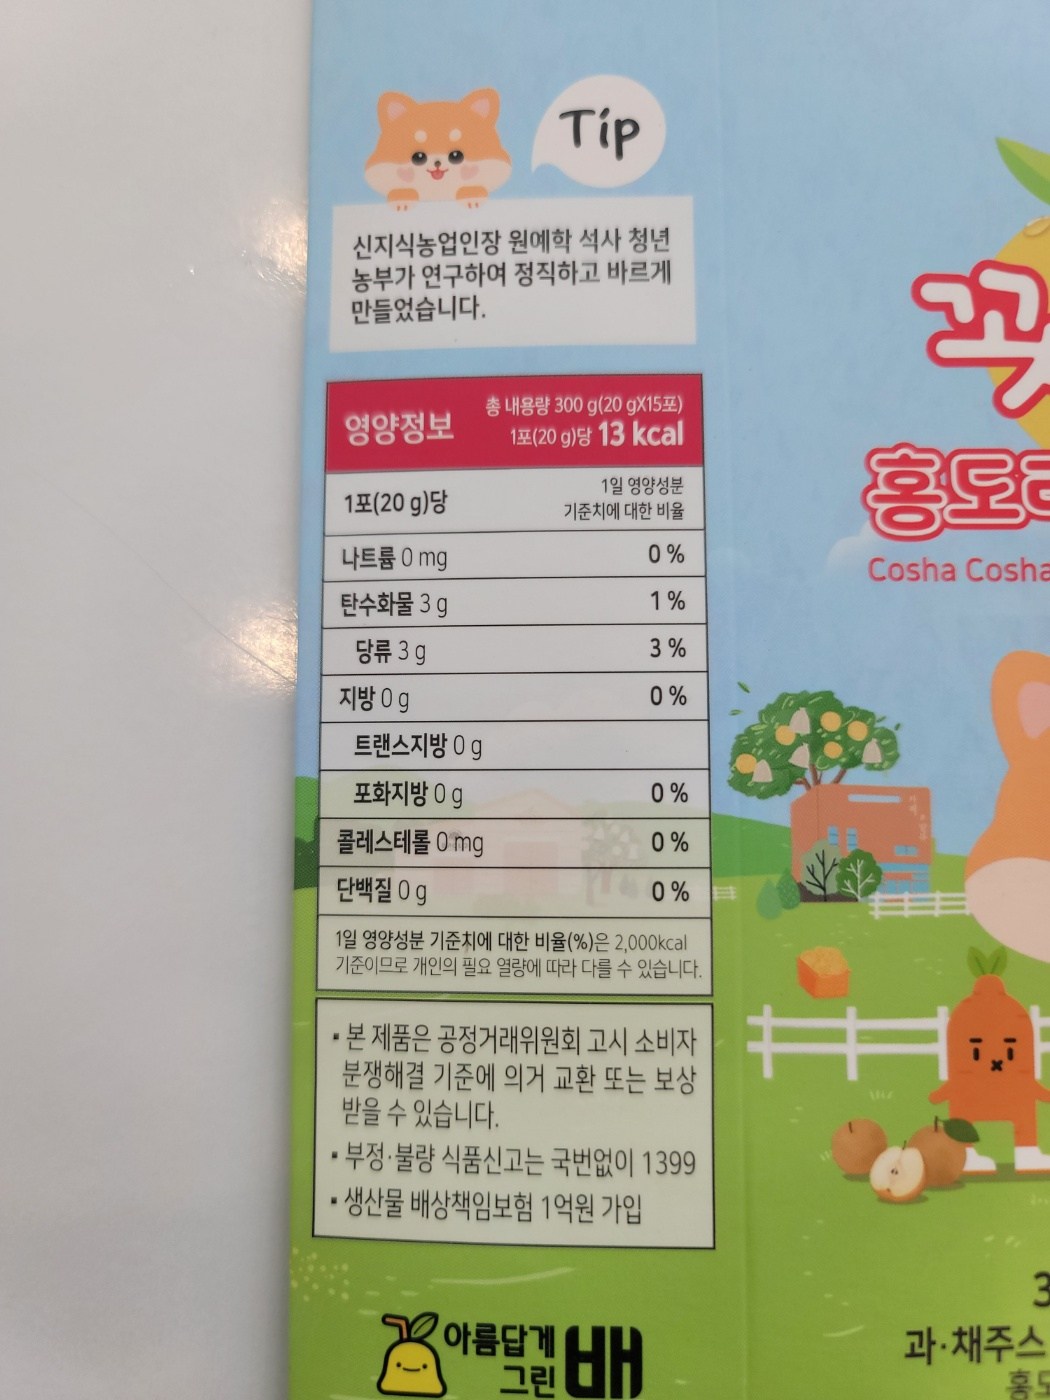 Tip
신지식농업인장 원예학 석사 청년
농부가 연구하여 정직하고 바르게
만들었습니다.
영양정보
총 내용량 300 g(20 gX15포)
1포(20 g)당 13 kcal
1포(20 g)당
1일 영양성분
기준치에 대한 비율
나트륨 0 mg 0 %
탄수화물 3 g 1 %
당류 3 g 3 %
지방 0 g 0 %
트랜스지방 0 g
포화지방 0 g 0 %
콜레스테롤 0 mg 0 %
단백질 0 g 0 %
1일 영양성분 기준치에 대한 비율(%)은 2,000kcal
기준이므로 개인의 필요 열량에 따라 다를 수 있습니다.
▪ 본 제품은 공정거래위원회 고시 소비자
분쟁해결 기준에 의거 교환 또는 보상
받을 수 있습니다.
▪ 부정·불량 식품신고는 국번없이 1399
▪ 생산물 배상책임보험 1억원 가입
아름답게
그린 배
홍도라
Cosha Cosha
3
과·채주스
홍도